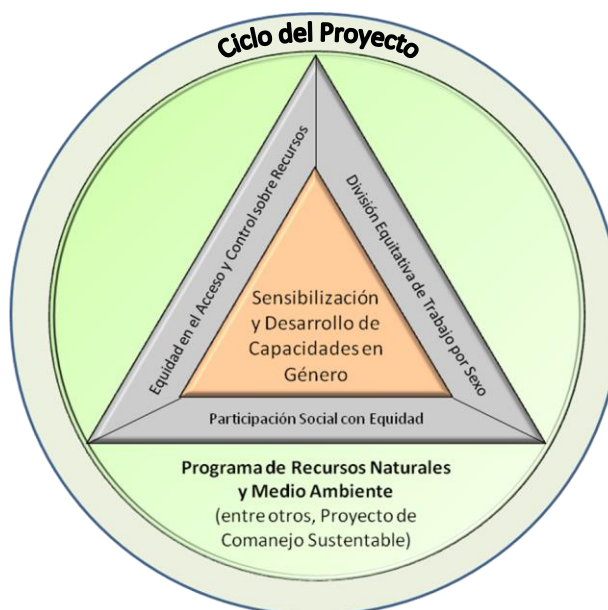 Ciclo del Proyecto
Equidad en el Acceso y Control sobre Recursos
División Equitativa de Trabajo por Sexo
Sensibilización
y Desarrollo de
Capacidades en
Género
Participación Social con Equidad
Programa de Recursos Naturales
y Medio Ambiente
(entre otros, Proyecto de
Comanejo Sustentable)